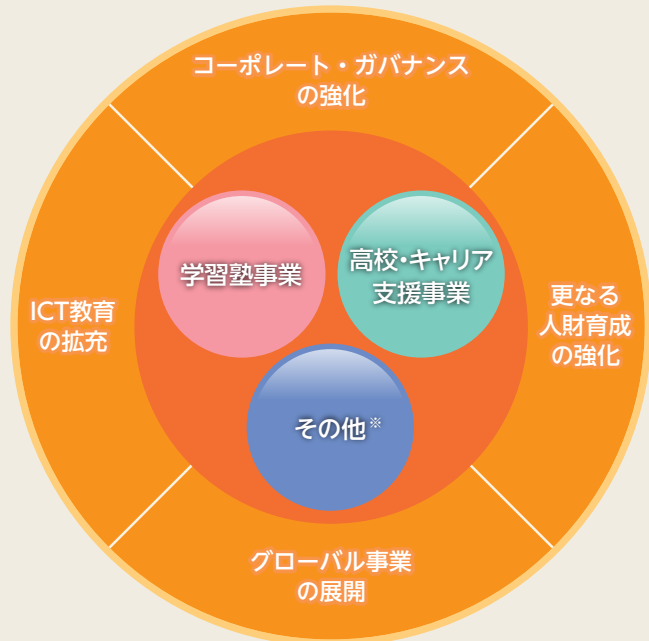 コーポレート・ガバナンス
の強化
学習塾事業
高校・キャリア
支援事業
ICT教育
の拡充
更なる
人財育成
の強化
その他※
グローバル事業
の展開